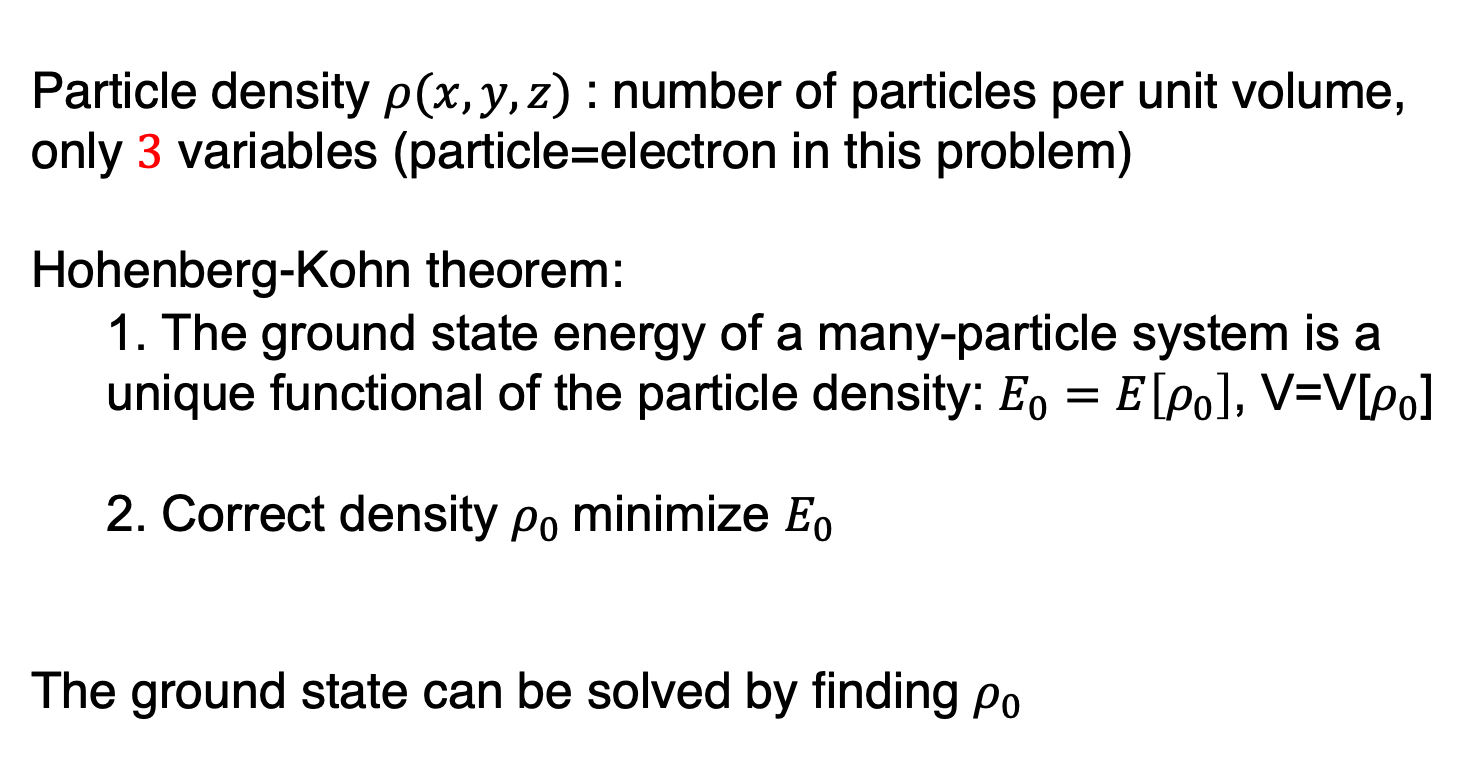 Particle density ρ(x, y, z) : number of particles per unit volume,
only 3 variables (particle=electron in this problem)
Hohenberg-Kohn theorem:
1. The ground state energy of a many-particle system is a
unique functional of the particle density: E₀ = E[ρ₀], V=V[ρ₀]
2. Correct density ρ₀ minimize E₀
The ground state can be solved by finding ρ₀